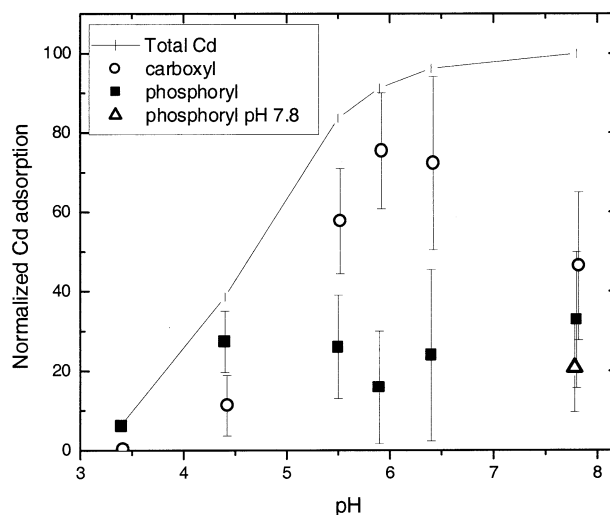 Total Cd
carboxyl
phosphoryl
phosphoryl pH 7.8
Normalized Cd adsorption
100
80
60
40
20
0
3
4
5
6
7
8
pH